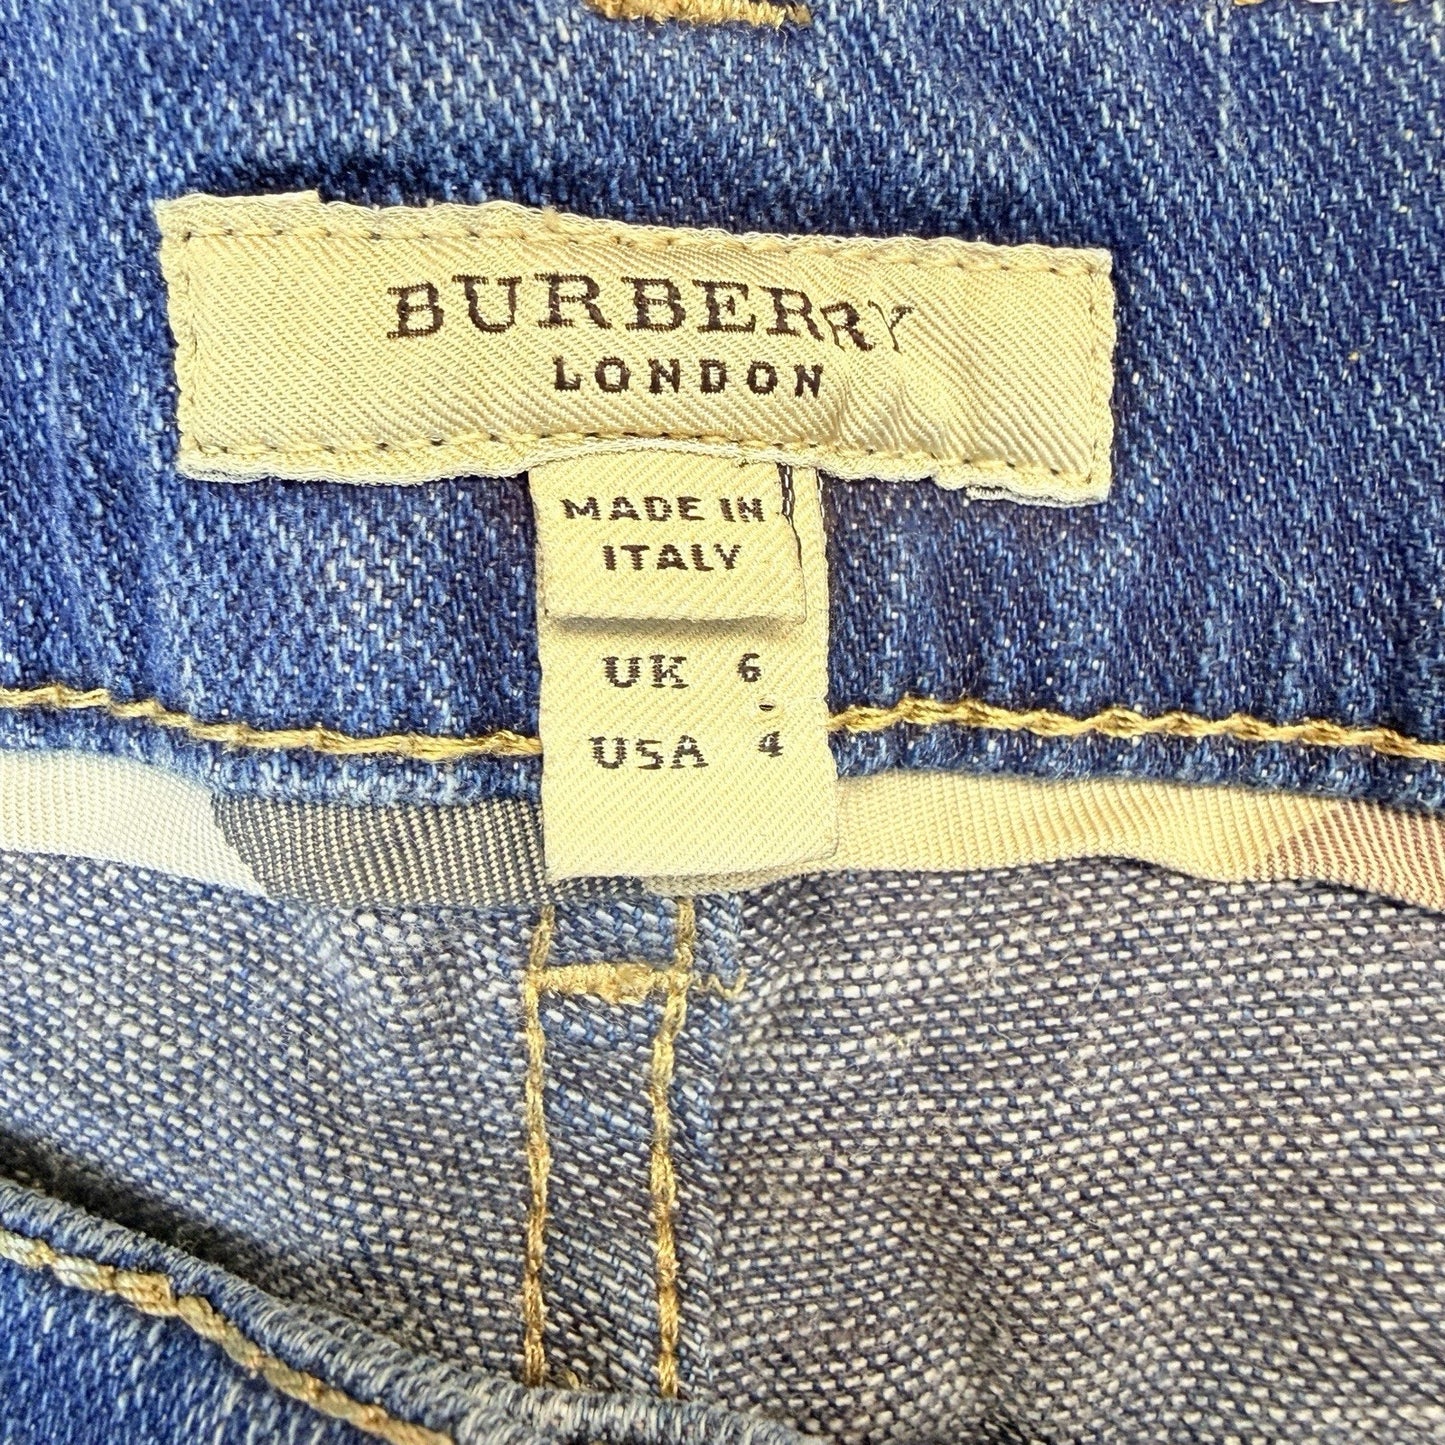 BURBERRY
LONDON
MADE IN
ITALY
UK 6
USA 4